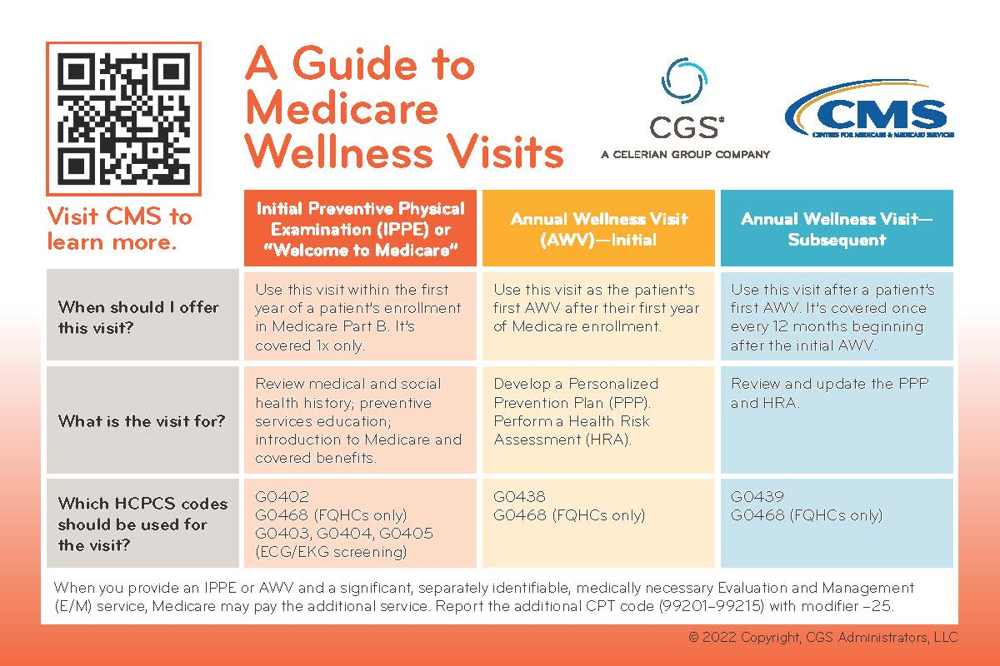 A Guide to
Medicare
Wellness Visits
CGS®
A CELERIAN GROUP COMPANY
CMS
CENTERS FOR MEDICARE & MEDICAID SERVICES
Visit CMS to
learn more.
Initial Preventive Physical
Examination (IPPE) or
“Welcome to Medicare”
Annual Wellness Visit
(AWV)—Initial
Annual Wellness Visit—
Subsequent
When should I offer
this visit?
Use this visit within the first
year of a patient’s enrollment
in Medicare Part B. It’s
covered 1x only.
Use this visit as the patient’s
first AWV after their first year
of Medicare enrollment.
Use this visit after a patient’s
first AWV. It’s covered once
every 12 months beginning
after the initial AWV.
What is the visit for?
Review medical and social
health history; preventive
services education;
introduction to Medicare and
covered benefits.
Develop a Personalized
Prevention Plan (PPP).
Perform a Health Risk
Assessment (HRA).
Review and update the PPP
and HRA.
Which HCPCS codes
should be used for
the visit?
G0402
G0468 (FQHCs only)
G0403, G0404, G0405
(ECG/EKG screening)
G0438
G0468 (FQHCs only)
G0439
G0468 (FQHCs only)
When you provide an IPPE or AWV and a significant, separately identifiable, medically necessary Evaluation and Management
(E/M) service, Medicare may pay the additional service. Report the additional CPT code (99201–99215) with modifier –25.
© 2022 Copyright, CGS Administrators, LLC